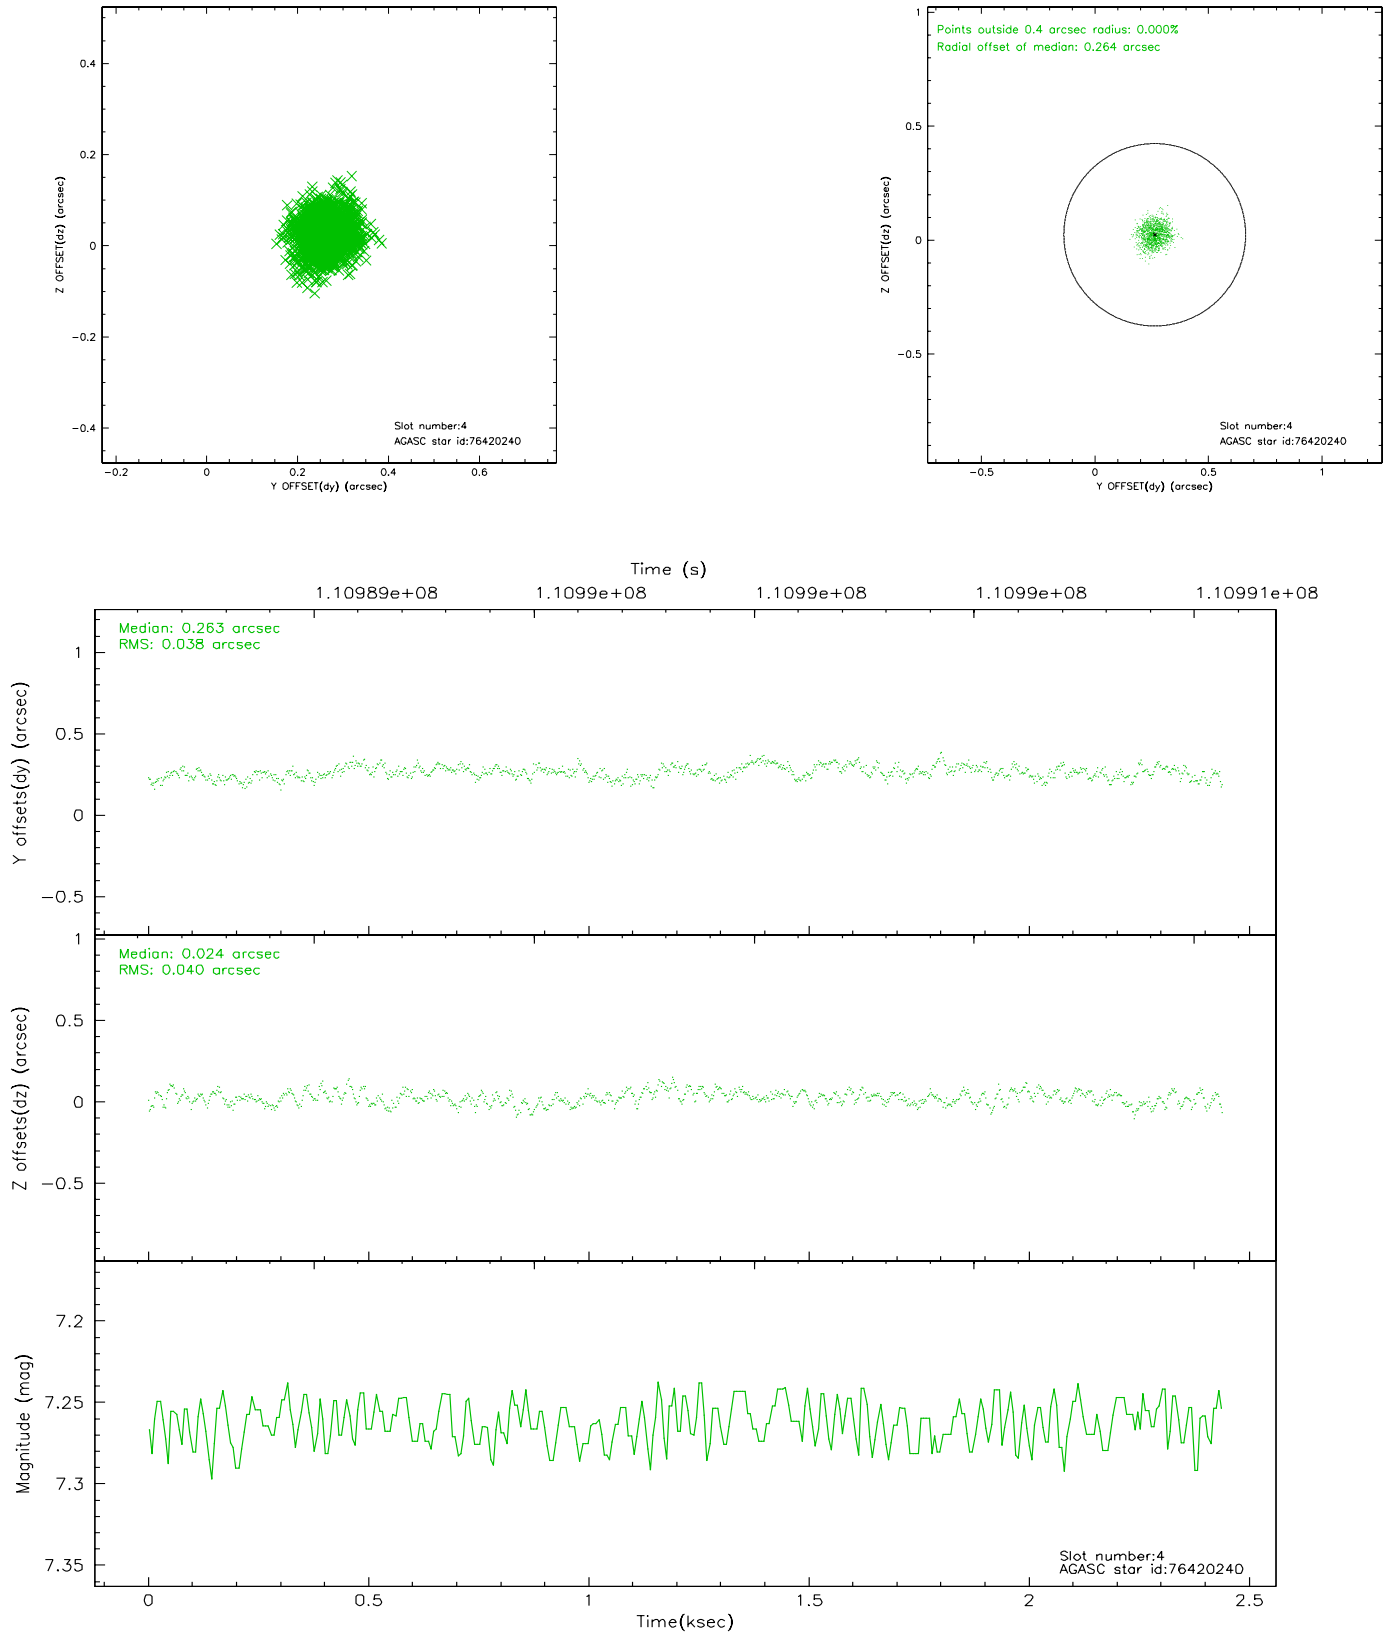 0.4
0.2
0
−0.2
−0.4
Z OFFSET(dz) (arcsec)
Slot number:4
AGASC star id:76420240
−0.2 0 0.2 0.4 0.6
Y OFFSET(dy) (arcsec)
Points outside 0.4 arcsec radius: 0.000%
Radial offset of median: 0.264 arcsec
1
0.5
0
−0.5
Z OFFSET(dz) (arcsec)
Slot number:4
AGASC star id:76420240
−0.5 0 0.5 1
Y OFFSET(dy) (arcsec)
Time (s)
1.10989e+08 1.1099e+08 1.1099e+08 1.1099e+08 1.10991e+08
Median: 0.263 arcsec
RMS: 0.038 arcsec
1
0.5
0
−0.5
Y offsets(dy) (arcsec)
Median: 0.024 arcsec
RMS: 0.040 arcsec
1
0.5
0
−0.5
Z offsets(dz) (arcsec)
7.2
7.25
7.3
7.35
Magnitude (mag)
Slot number:4
AGASC star id:76420240
0 0.5 1 1.5 2 2.5
Time(ksec)